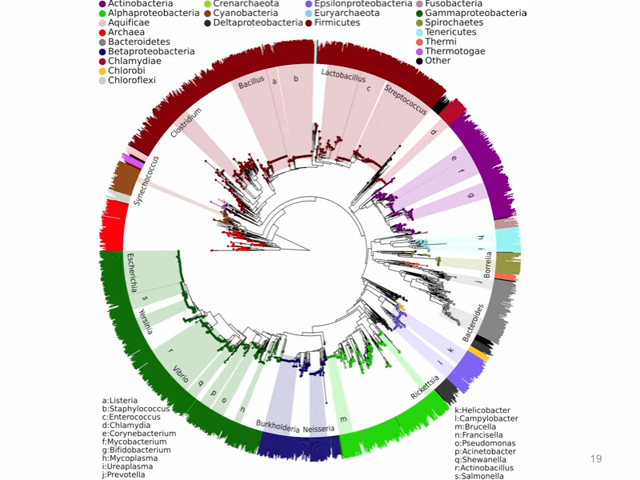 Actinobacteria
Alphaproteobacteria
Aquificae
Archaea
Bacteroidetes
Betaproteobacteria
Chlamydiae
Chlorobi
Chloroflexi
Crenarchaeota
Cyanobacteria
Deltaproteobacteria
Epsilonproteobacteria
Euryarchaeota
Firmicutes
Fusobacteria
Gammaproteobacteria
Spirochaetes
Tenericutes
Thermi
Thermotogae
Other
Bacillus
a
b
Lactobacillus
c
Streptococcus
d
e
f
g
h
i
Borrelia
j
Bacteroides
k
l
Rickettsia
m
Neisseria
Burkholderia
n
o
p
q
Vibrio
r
Yersinia
s
Escherichia
Synechococcus
Clostridium
a:Listeria
b:Staphylococcus
c:Enterococcus
d:Chlamydia
e:Corynebacterium
f:Mycobacterium
g:Bifidobacterium
h:Mycoplasma
i:Ureaplasma
j:Prevotella
k:Helicobacter
l:Campylobacter
m:Brucella
n:Francisella
o:Pseudomonas
p:Acinetobacter
q:Shewanella
r:Actinobacillus
s:Salmonella
19